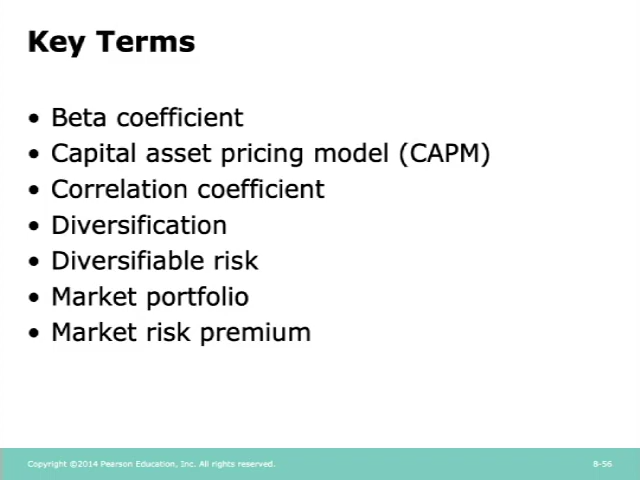 Key Terms
• Beta coefficient
• Capital asset pricing model (CAPM)
• Correlation coefficient
• Diversification
• Diversifiable risk
• Market portfolio
• Market risk premium
Copyright ©2014 Pearson Education, Inc. All rights reserved.
8-56